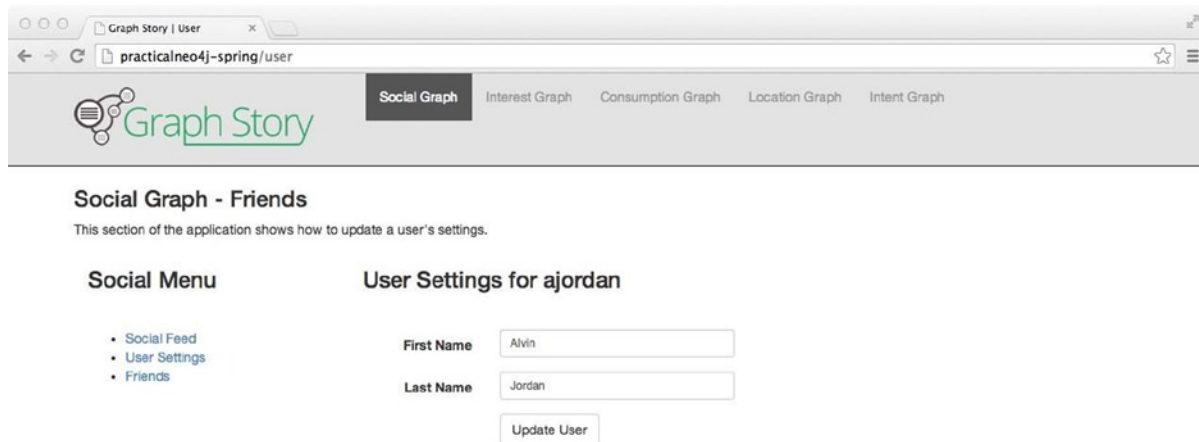 Graph Story | User
practicalneo4j-spring/user
Graph Story
Social Graph Interest Graph Consumption Graph Location Graph Intent Graph
Social Graph - Friends
This section of the application shows how to update a user's settings.
Social Menu
Social Feed
User Settings
Friends
User Settings for ajordan
First Name Alvin
Last Name Jordan
Update User